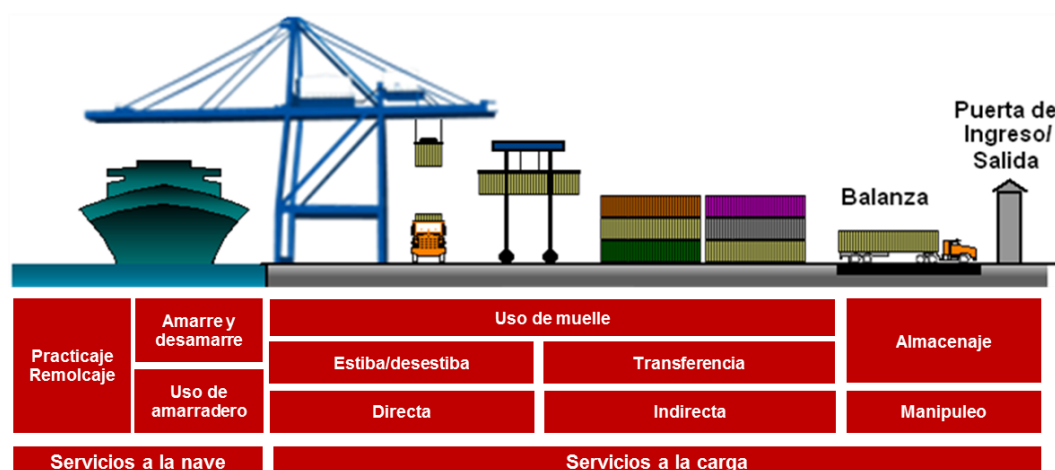 Puerta de
Ingreso/
Salida
Balanza
Practicaje
Remolcaje
Amarre y
desamarre
Uso de
amarradero
Uso de muelle
Estiba/desestiba
Transferencia
Directa
Indirecta
Almacenaje
Manipuleo
Servicios a la nave
Servicios a la carga